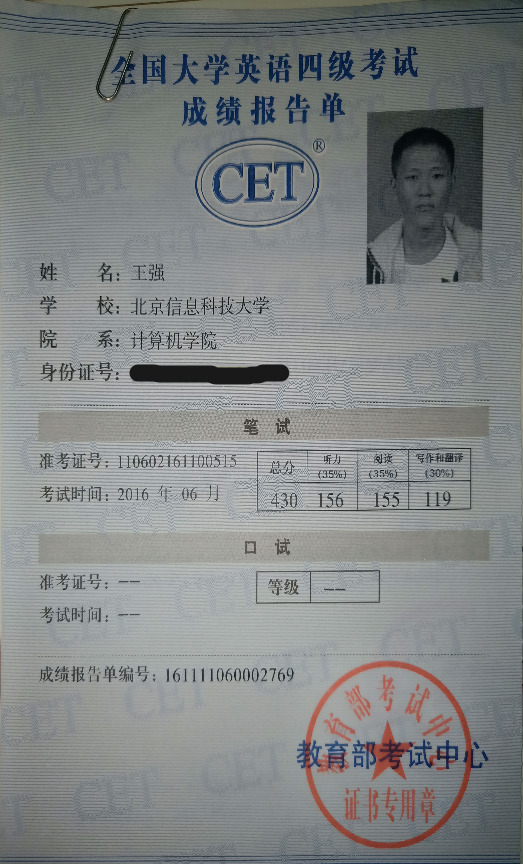 全国大学英语四级考试
成绩报告单
CET®
姓 名：王强
学 校：北京信息科技大学
院 系：计算机学院
身份证号：
笔 试
准考证号：110602161100515
考试时间：2016 年 06 月
总分 听力(35%) 阅读(35%) 写作和翻译(30%)
430 156 155 119
口 试
准考证号：——
考试时间：——
等级 ——
成绩报告单编号：161111060002769
教育部考试中心
教育部考试中心
证书专用章